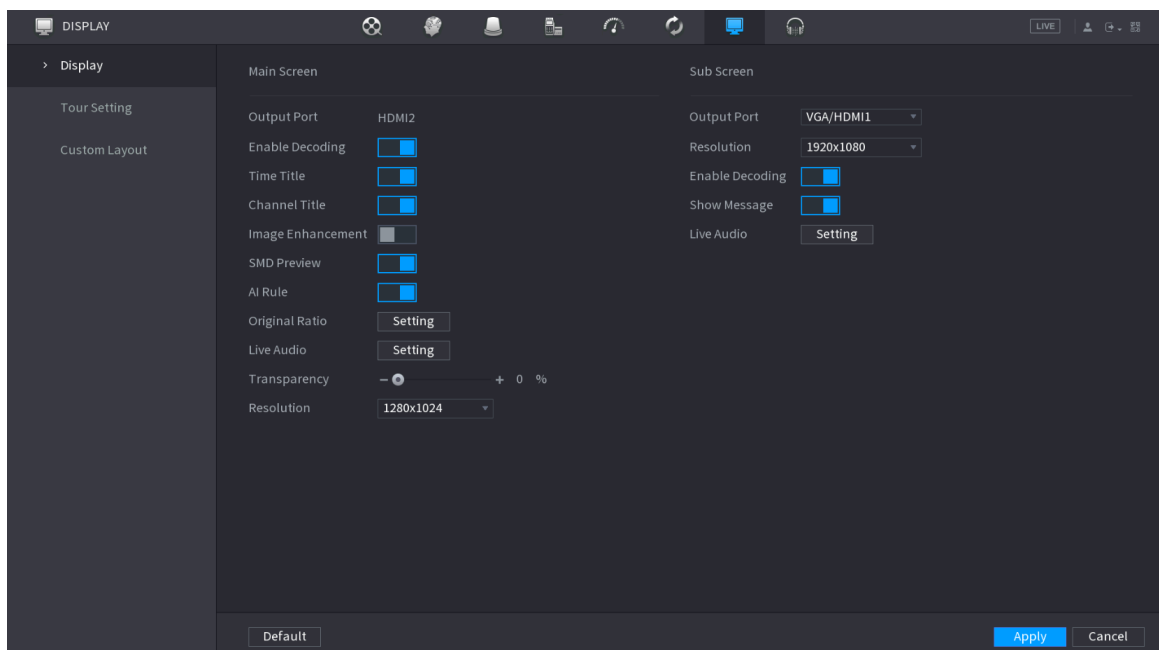 DISPLAY
LIVE
> Display
Tour Setting
Custom Layout
Main Screen
Output Port HDMI2
Enable Decoding
Time Title
Channel Title
Image Enhancement
SMD Preview
AI Rule
Original Ratio Setting
Live Audio Setting
Transparency − + 0 %
Resolution 1280x1024
Sub Screen
Output Port VGA/HDMI1
Resolution 1920x1080
Enable Decoding
Show Message
Live Audio Setting
Default
Apply
Cancel